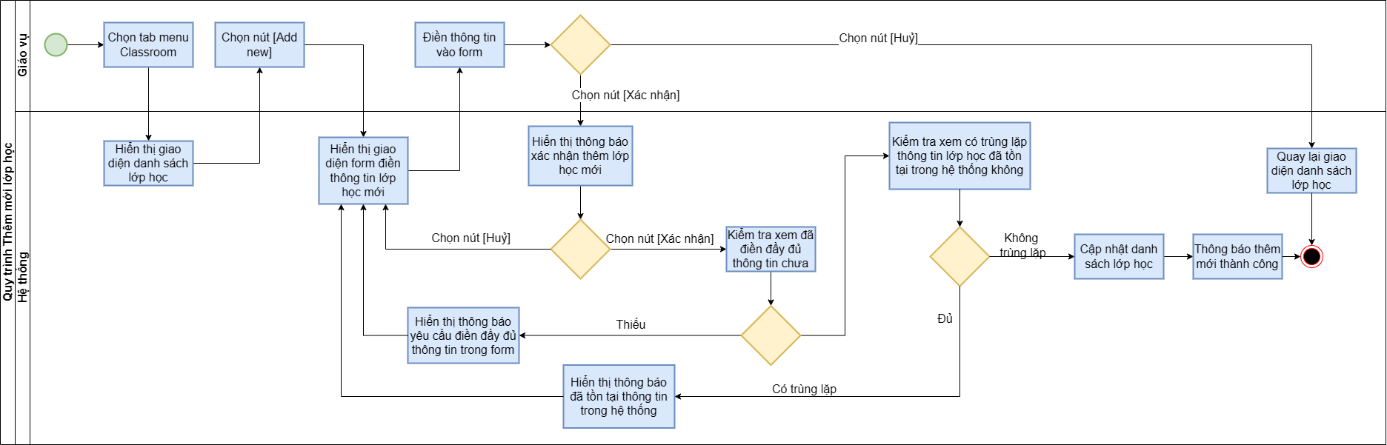 Quy trình Thêm mới lớp học
Giáo vụ
Hệ thống
Chọn tab menu
Classroom
Chọn nút [Add
new]
Điền thông tin
vào form
Chọn nút [Huỷ]
Chọn nút [Xác nhận]
Hiển thị giao
diện danh sách
lớp học
Hiển thị giao
diện form điền
thông tin lớp
học mới
Hiển thị thông báo
xác nhận thêm lớp
học mới
Kiểm tra xem có trùng lặp
thông tin lớp học đã tồn
tại trong hệ thống không
Quay lại giao
diện danh sách
lớp học
Chọn nút [Huỷ]
Chọn nút [Xác nhận]
Kiểm tra xem đã
điền đầy đủ
thông tin chưa
Không
trùng lặp
Cập nhật danh
sách lớp học
Thông báo thêm
mới thành công
Hiển thị thông báo
yêu cầu điền đầy đủ
thông tin trong form
Thiếu
Đủ
Hiển thị thông báo
đã tồn tại thông tin
trong hệ thống
Có trùng lặp